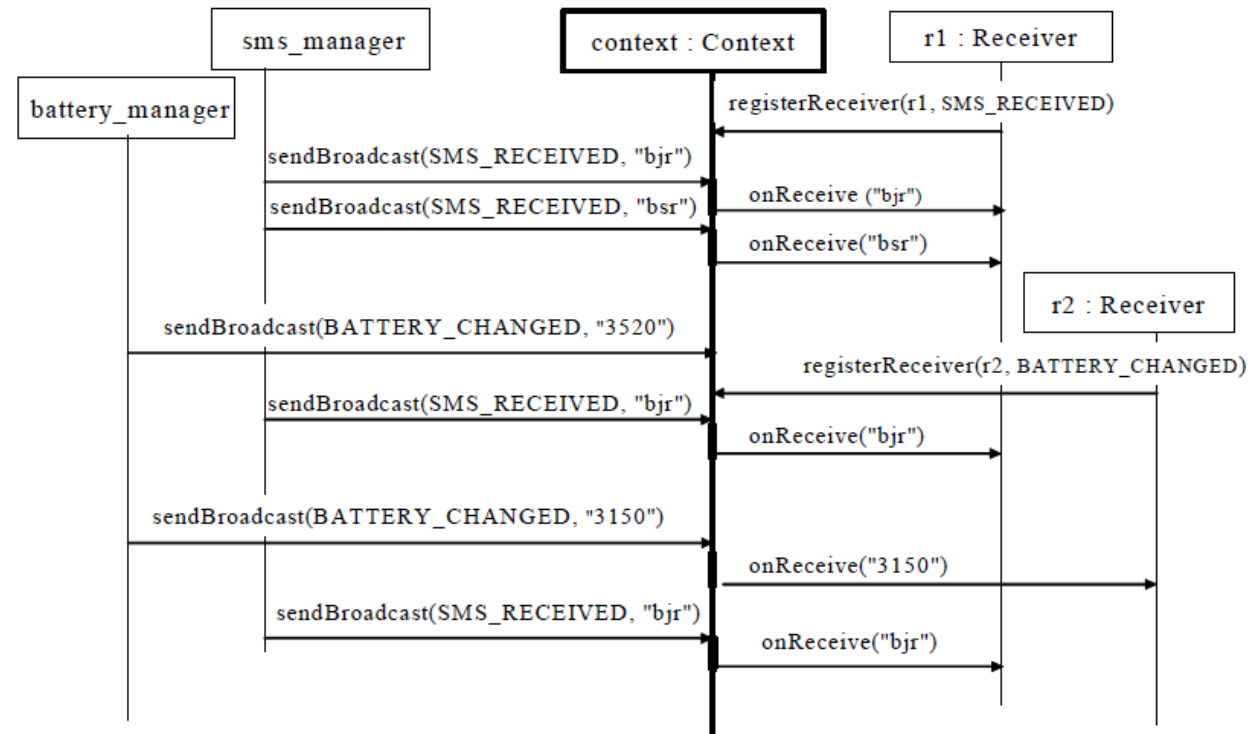 sms_manager
context : Context
r1 : Receiver
battery_manager
registerReceiver(r1, SMS_RECEIVED)
sendBroadcast(SMS_RECEIVED, "bjr")
onReceive ("bjr")
sendBroadcast(SMS_RECEIVED, "bsr")
onReceive("bsr")
r2 : Receiver
sendBroadcast(BATTERY_CHANGED, "3520")
registerReceiver(r2, BATTERY_CHANGED)
sendBroadcast(SMS_RECEIVED, "bjr")
onReceive("bjr")
sendBroadcast(BATTERY_CHANGED, "3150")
onReceive("3150")
sendBroadcast(SMS_RECEIVED, "bjr")
onReceive("bjr")